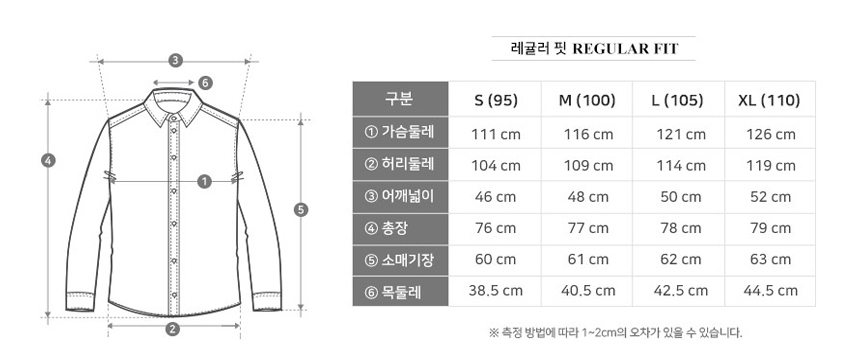 레귤러 핏 REGULAR FIT
③
⑥
④
①
⑤
②
구분 S (95) M (100) L (105) XL (110)
① 가슴둘레 111 cm 116 cm 121 cm 126 cm
② 허리둘레 104 cm 109 cm 114 cm 119 cm
③ 어깨넓이 46 cm 48 cm 50 cm 52 cm
④ 총장 76 cm 77 cm 78 cm 79 cm
⑤ 소매기장 60 cm 61 cm 62 cm 63 cm
⑥ 목둘레 38.5 cm 40.5 cm 42.5 cm 44.5 cm
※ 측정 방법에 따라 1~2cm의 오차가 있을 수 있습니다.